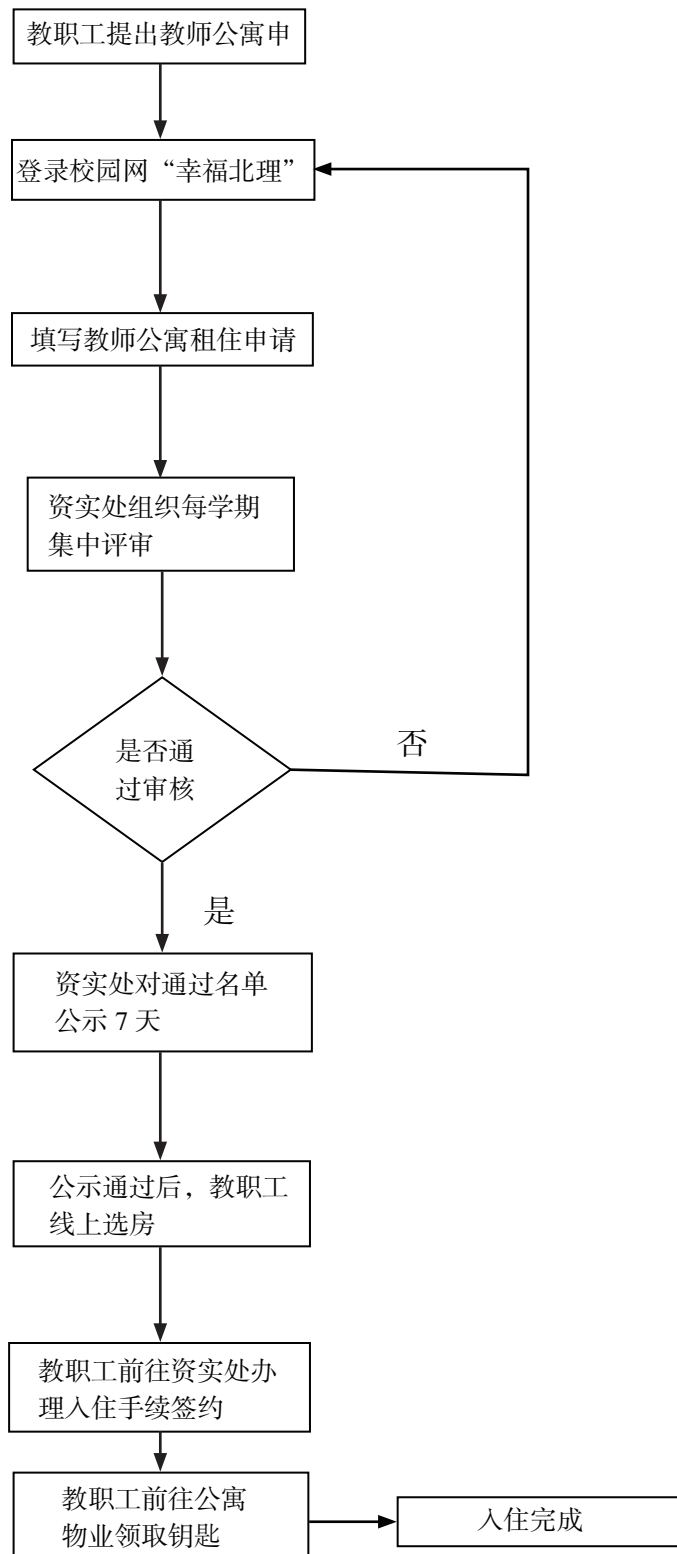 教职工提出教师公寓申
登录校园网“幸福北理”
填写教师公寓租住申请
资实处组织每学期
集中评审
是否通
过审核
否
是
资实处对通过名单
公示 7 天
公示通过后，教职工
线上选房
教职工前往资实处办
理入住手续签约
教职工前往公寓
物业领取钥匙
入住完成